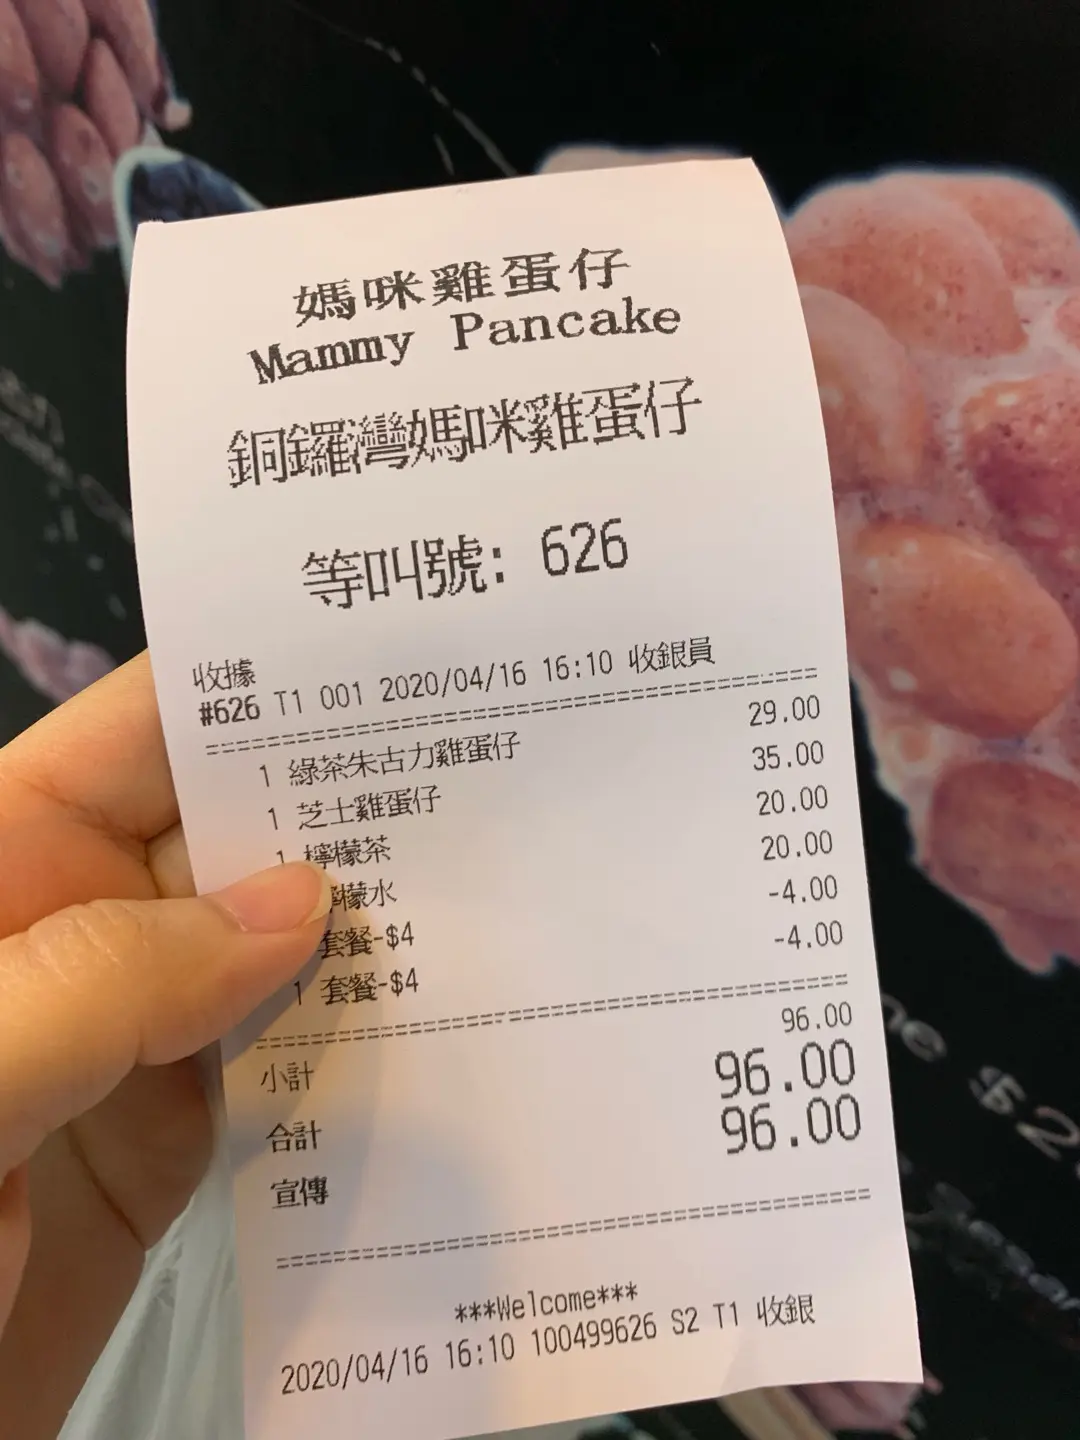 媽咪雞蛋仔
Mammy Pancake
銅鑼灣媽咪雞蛋仔
等叫號: 626
收據
#626 T1 001 2020/04/16 16:10 收銀員
1 綠茶朱古力雞蛋仔 29.00
1 芝士雞蛋仔 35.00
1 檸檬茶 20.00
檸檬水 20.00
套餐-$4 -4.00
1 套餐-$4 -4.00
小計 96.00
合計 96.00
宣傳 96.00
***Welcome***
2020/04/16 16:10 100499626 S2 T1 收銀